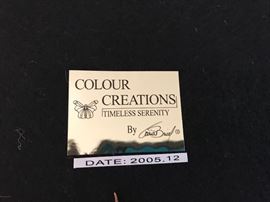 COLOUR
CREATIONS
TIMELESS SERENITY
By
DATE: 2005.12